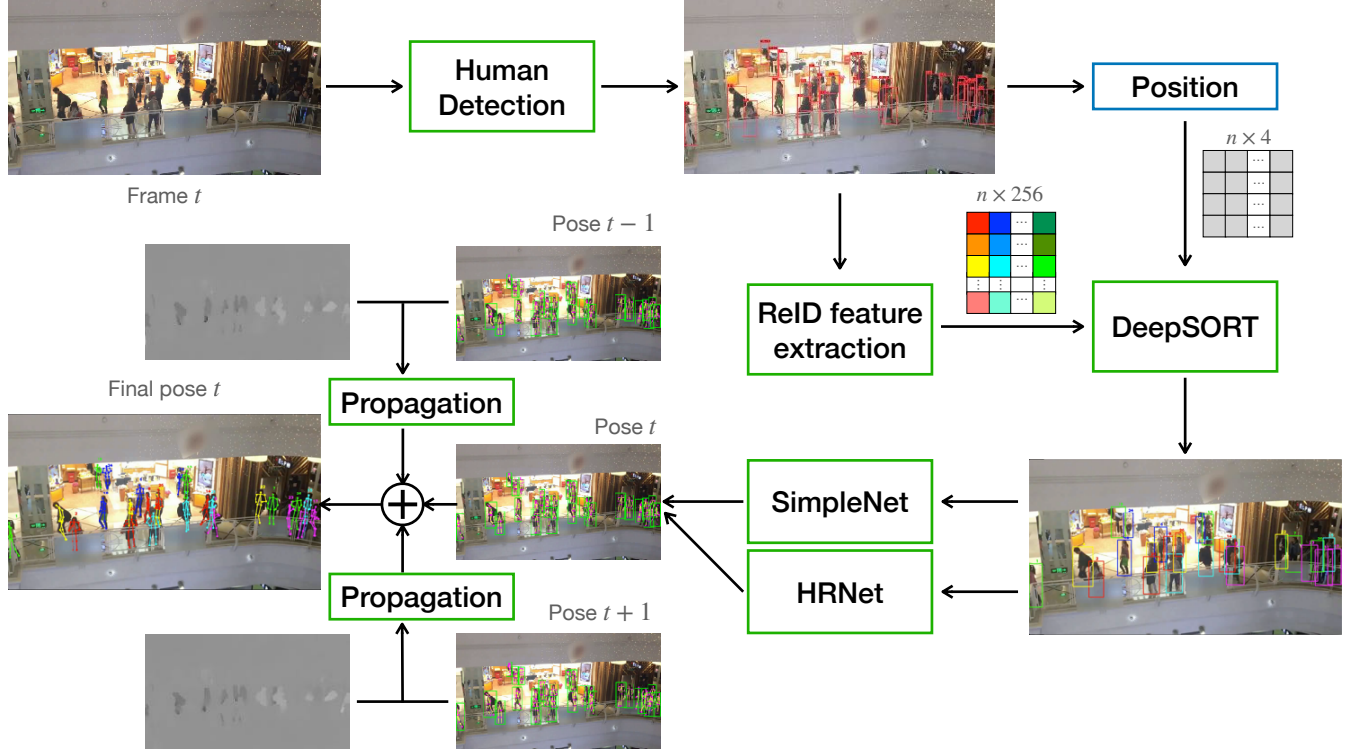 Human
Detection
Position
Frame t
n × 4
n × 256
Pose t − 1
ReID feature
extraction
DeepSORT
Final pose t
Propagation
Pose t
SimpleNet
HRNet
Propagation
Pose t + 1